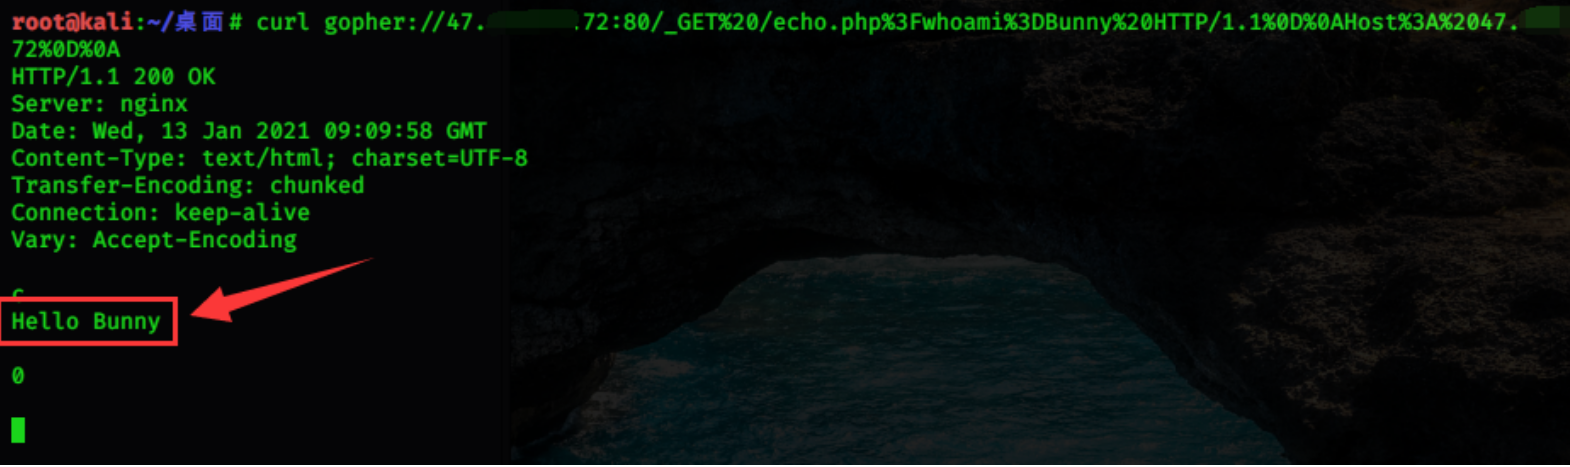 root@kali:~/桌面# curl gopher://47. .72:80/_GET%20/echo.php%3Fwhoami%3DBunny%20HTTP/1.1%0D%0AHost%3A%2047.
72%0D%0A
HTTP/1.1 200 OK
Server: nginx
Date: Wed, 13 Jan 2021 09:09:58 GMT
Content-Type: text/html; charset=UTF-8
Transfer-Encoding: chunked
Connection: keep-alive
Vary: Accept-Encoding
Hello Bunny
0